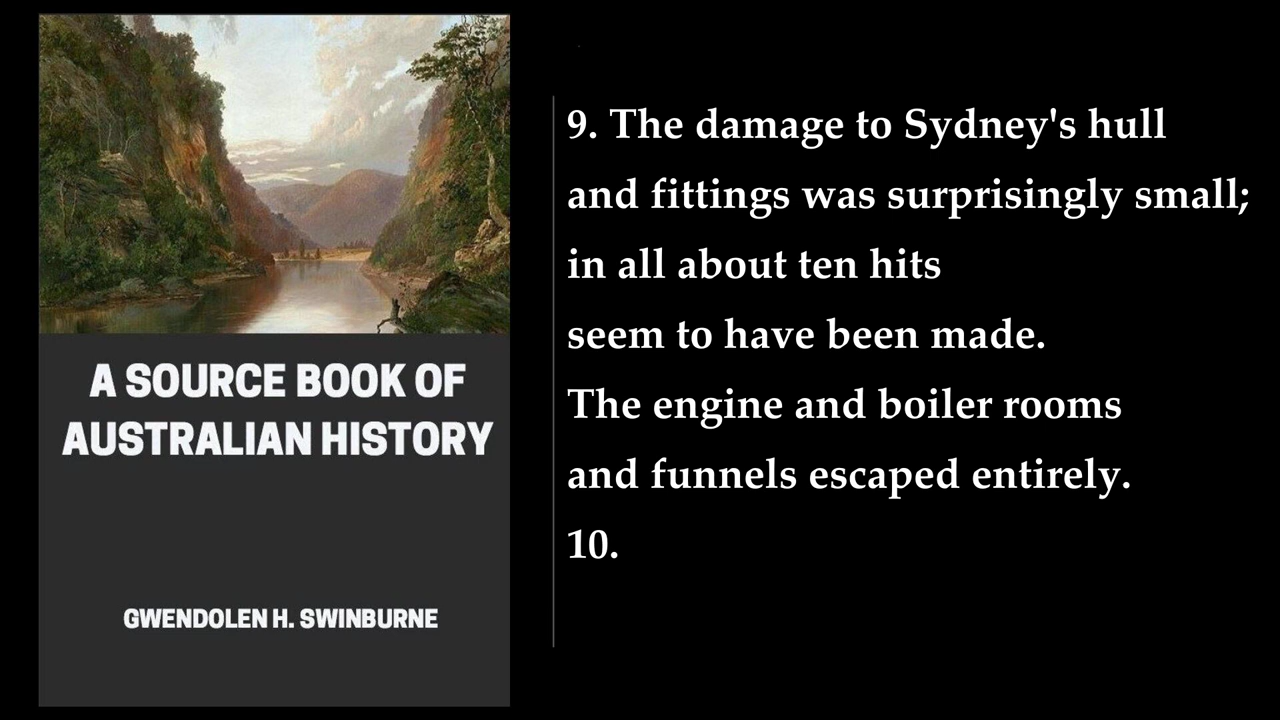 A SOURCE BOOK OF
AUSTRALIAN HISTORY
GWENDOLEN H. SWINBURNE
9. The damage to Sydney's hull
and fittings was surprisingly small;
in all about ten hits
seem to have been made.
The engine and boiler rooms
and funnels escaped entirely.
10.